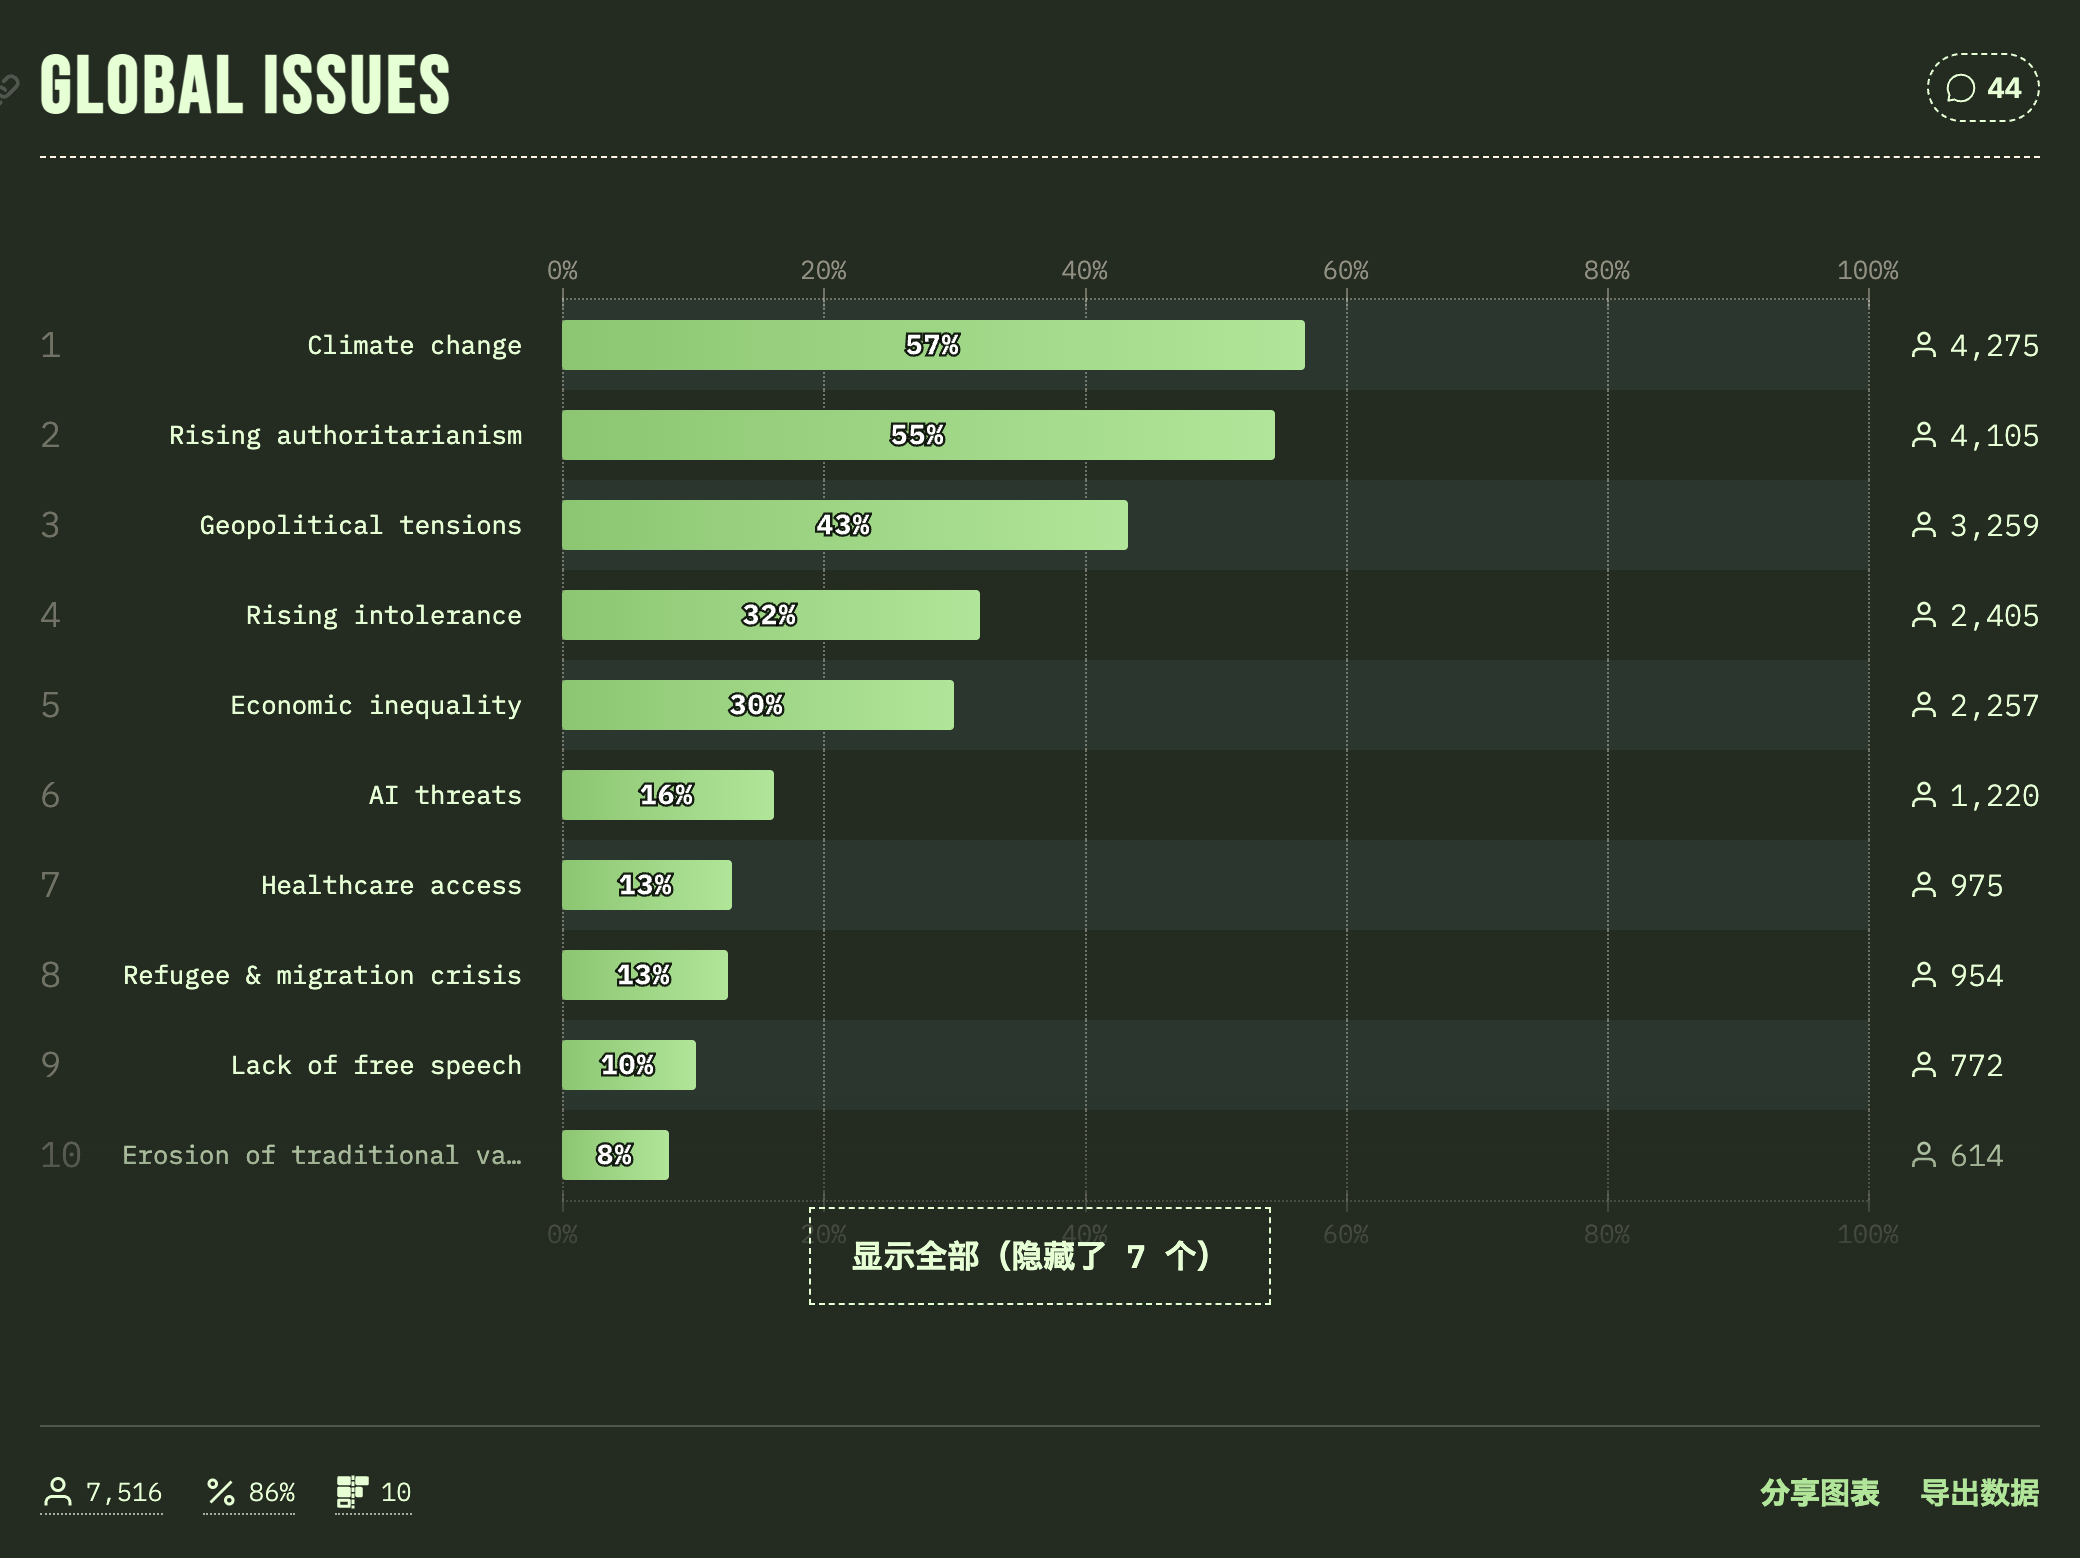 GLOBAL ISSUES
44
0% 20% 40% 60% 80% 100%
1 Climate change 57% 4,275
2 Rising authoritarianism 55% 4,105
3 Geopolitical tensions 43% 3,259
4 Rising intolerance 32% 2,405
5 Economic inequality 30% 2,257
6 AI threats 16% 1,220
7 Healthcare access 13% 975
8 Refugee & migration crisis 13% 954
9 Lack of free speech 10% 772
10 Erosion of traditional va… 8% 614
0% 20% 40% 60% 80% 100%
显示全部（隐藏了 7 个）
7,516 86% 10 分享图表 导出数据